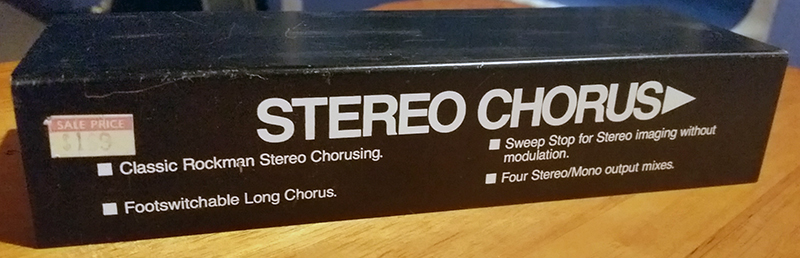 STEREO CHORUS
SALE PRICE
Classic Rockman Stereo Chorusing.
Footswitchable Long Chorus.
Sweep Stop for Stereo imaging without
modulation.
Four Stereo/Mono output mixes.